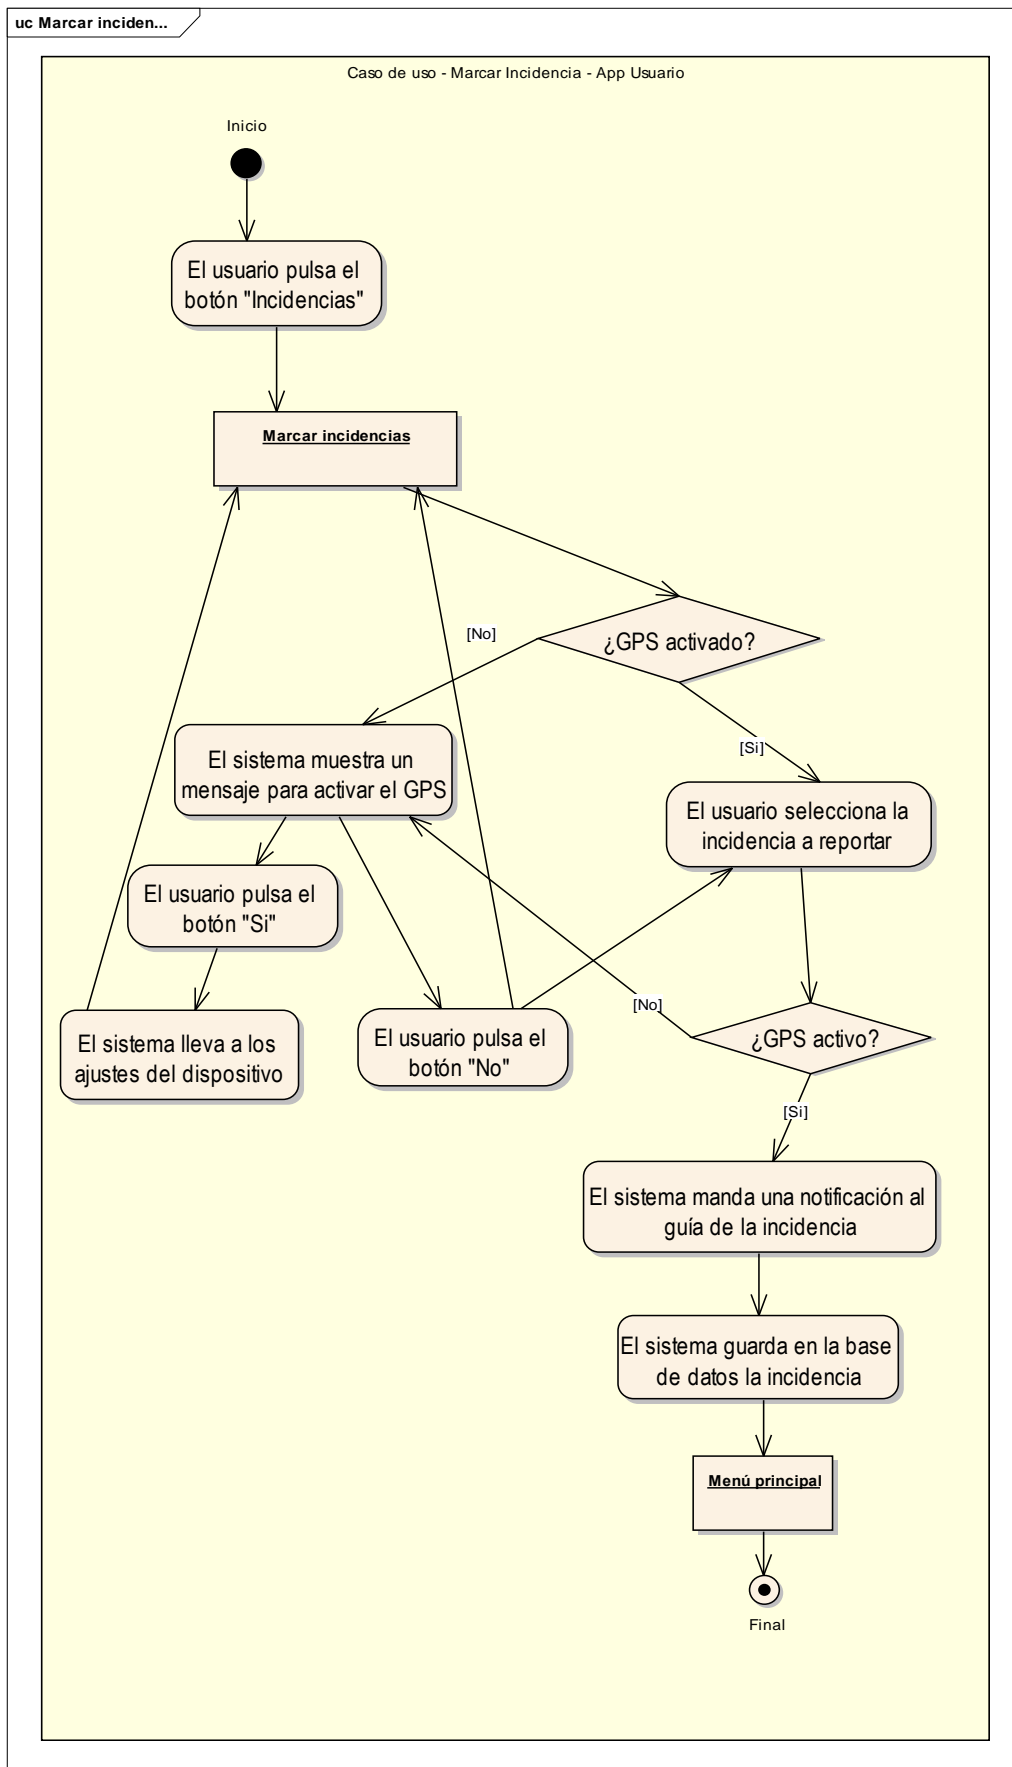 uc Marcar inciden...
Caso de uso - Marcar Incidencia - App Usuario
Inicio
El usuario pulsa el
botón "Incidencias"
Marcar incidencias
¿GPS activado?
[No]
[Si]
El sistema muestra un
mensaje para activar el GPS
El usuario selecciona la
incidencia a reportar
El usuario pulsa el
botón "Si"
[No]
El sistema lleva a los
ajustes del dispositivo
El usuario pulsa el
botón "No"
¿GPS activo?
[Si]
El sistema manda una notificación al
guía de la incidencia
El sistema guarda en la base
de datos la incidencia
Menú principal
Final